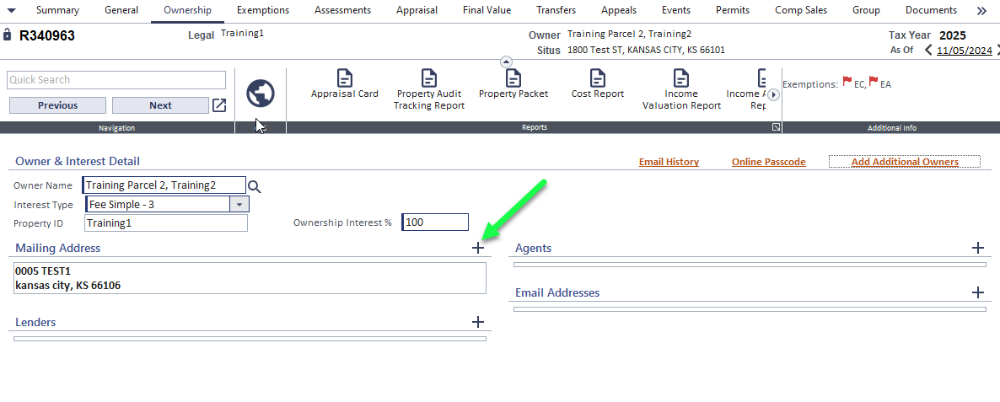 Summary General Ownership Exemptions Assessments Appraisal Final Value Transfers Appeals Events Permits Comp Sales Group Documents
R340963 Legal Training1 Owner Training Parcel 2, Training2 Tax Year 2025
Situs 1800 Test ST, KANSAS CITY, KS 66101 As Of 11/05/2024
Quick Search
Previous Next
Appraisal Card
Property Audit
Tracking Report
Property Packet
Cost Report
Income
Valuation Report
Income
Rep
Exemptions: EC, EA
Navigation Reports Additional Info
Owner & Interest Detail Email History Online Passcode Add Additional Owners
Owner Name Training Parcel 2, Training2
Interest Type Fee Simple - 3
Property ID Training1 Ownership Interest % 100
Mailing Address + Agents +
0005 TEST1
kansas city, KS 66106
Email Addresses +
Lenders +